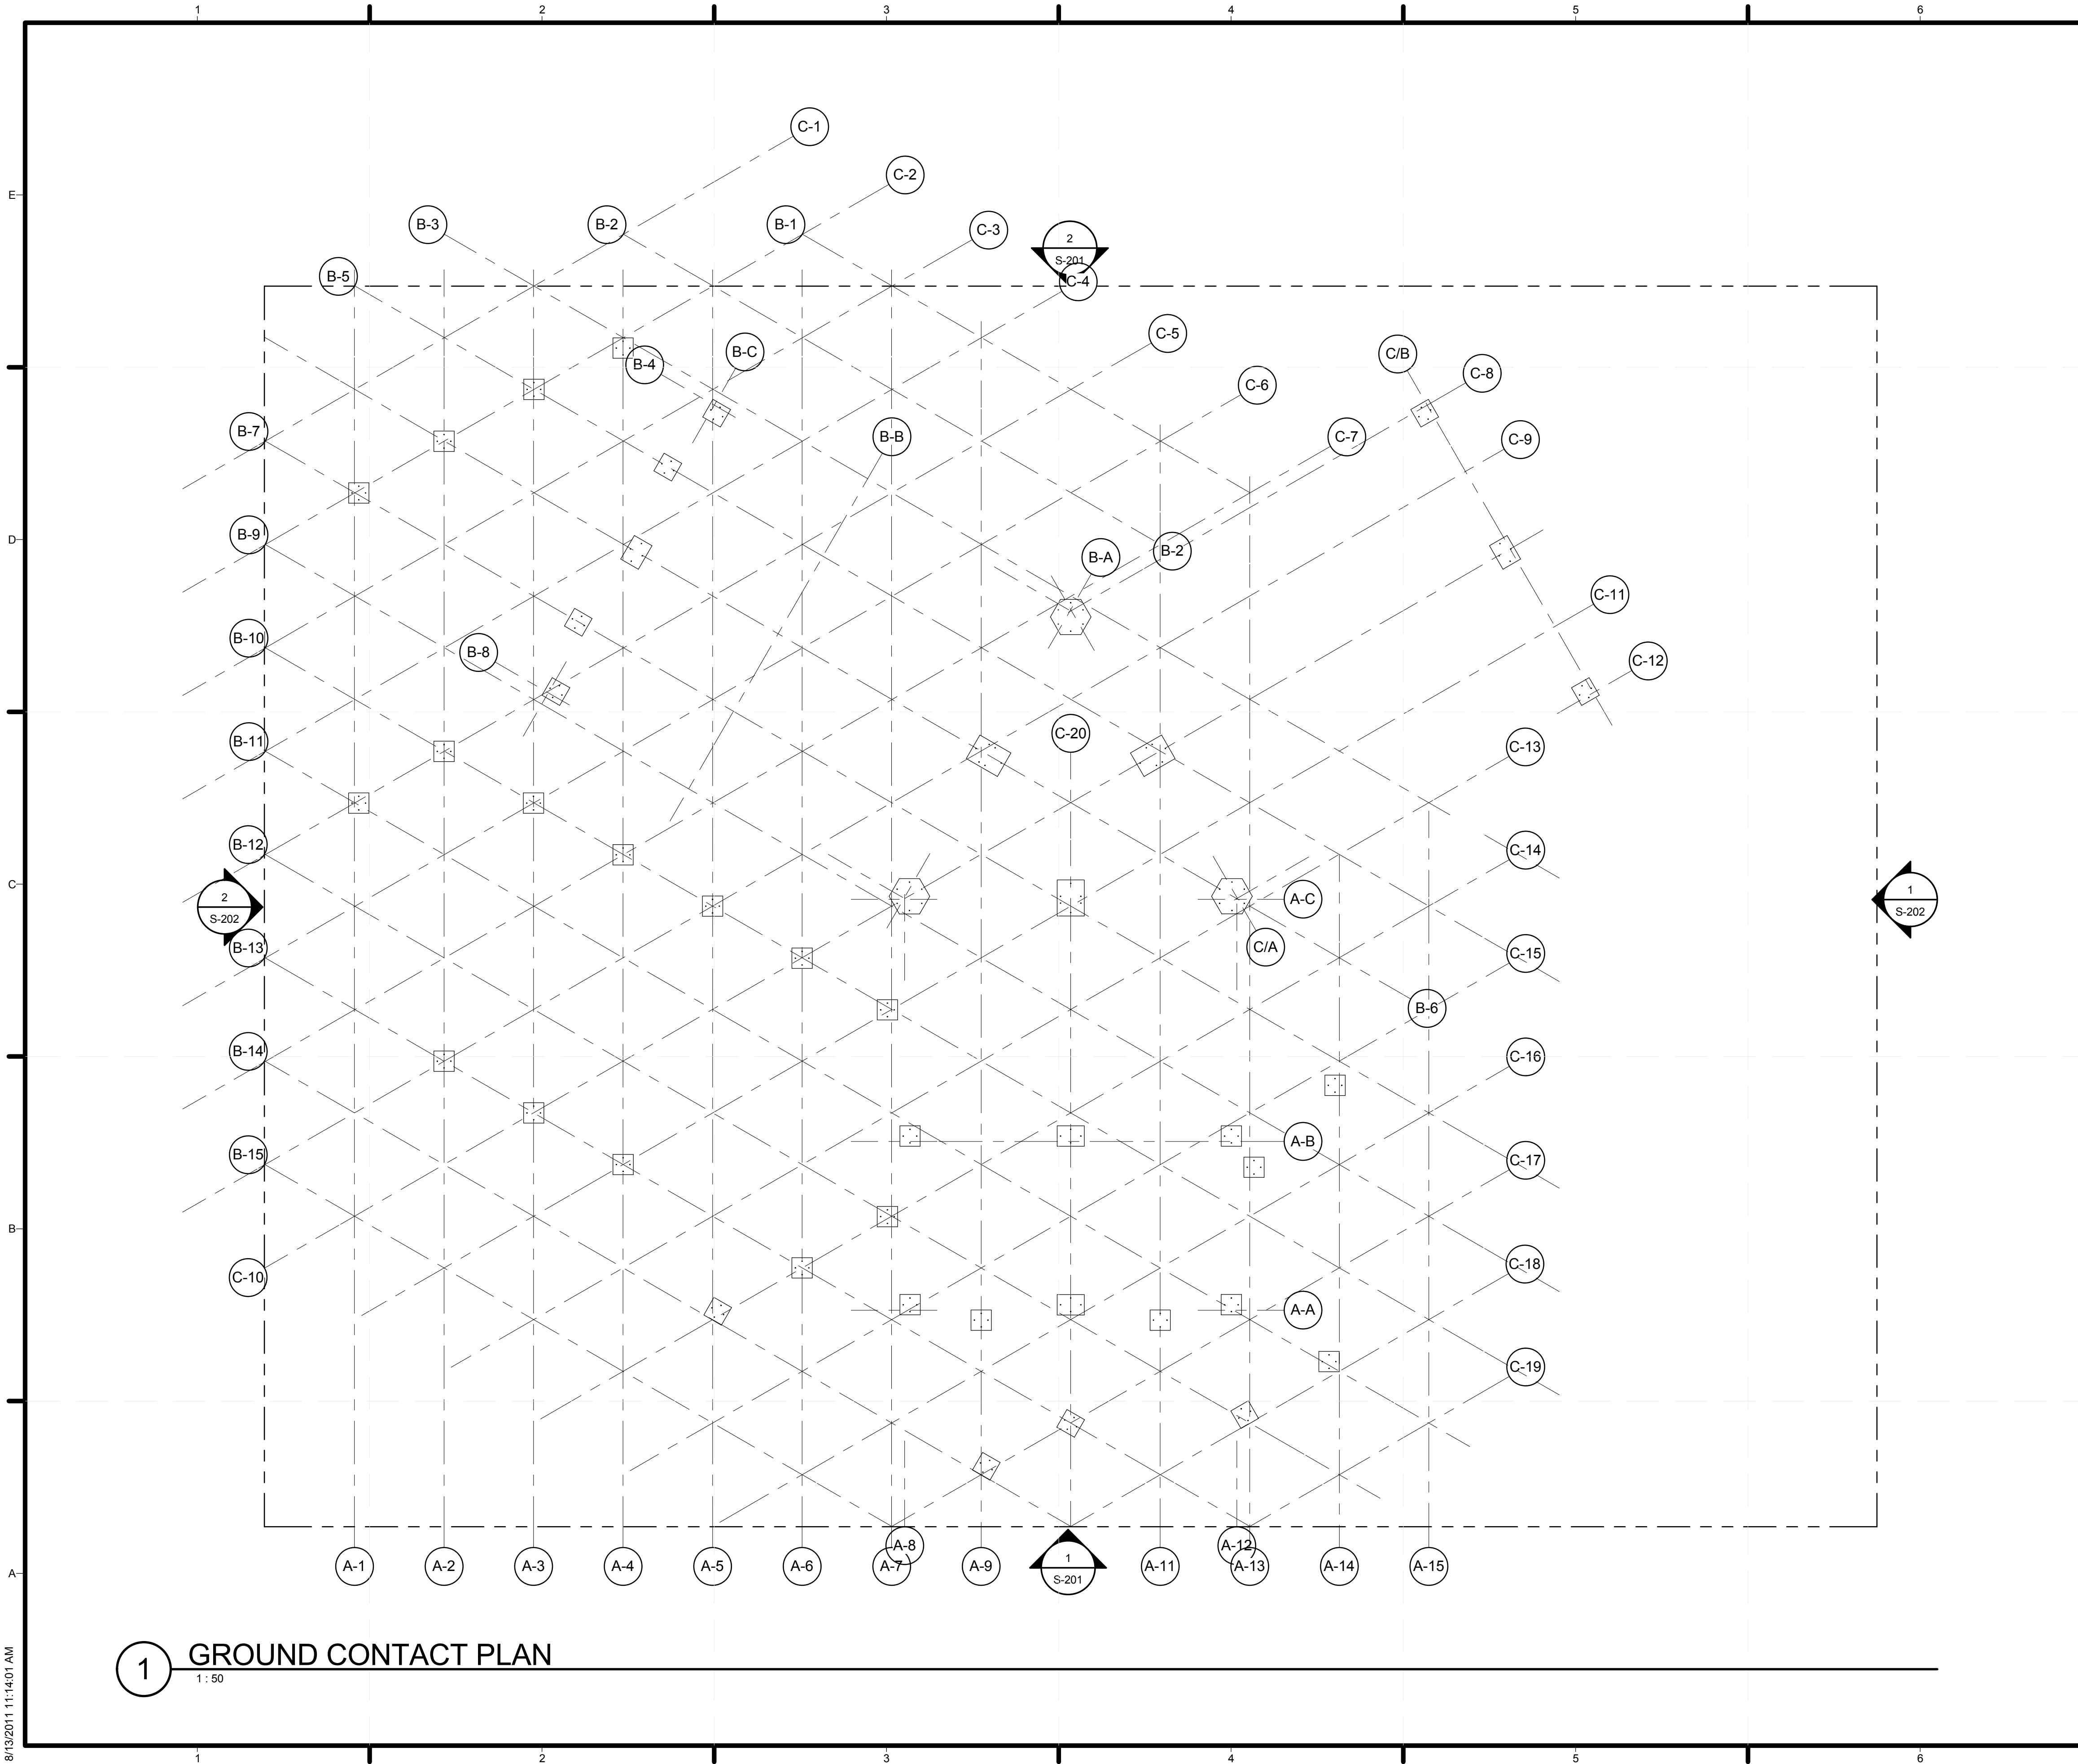 1 2 3 4 5 6
C-1
C-2
E
B-3 B-2 B-1 C-3
2
S-201
B-5 C-4
C-5
B-4 B-C C/B C-8
C-6
B-7 B-B C-7 C-9
B-9
D
B-A B-2
C-11
B-10 B-8 C-12
B-11 C-20 C-13
B-12 C-14
C
2
S-202
A-C
1
S-202
B-13 C/A C-15
B-6
B-14 C-16
A-B
B-15 C-17
B
C-10 C-18
A-A
C-19
A-8 A-12
A
A-1 A-2 A-3 A-4 A-5 A-6 A-7 A-9
1
S-201
A-11 A-13 A-14 A-15
1 GROUND CONTACT PLAN
1 : 50
8/13/2011 11:14:01 AM
1 2 3 4 5 6